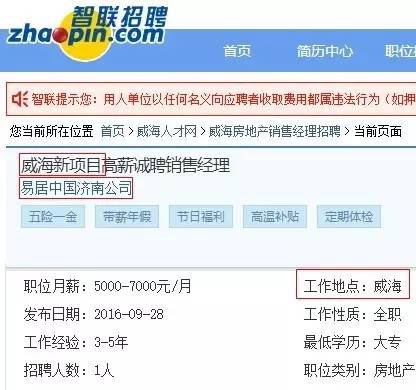 智联招聘
zhaopin.com
首页 简历中心 职位
智联提示您：用人单位以任何名义向应聘者收取费用都属违法行为（如押
您当前所在位置：首页 > 威海人才网 > 威海房地产销售经理招聘 > 当前页面
威海新项目高薪诚聘销售经理
易居中国济南公司
五险一金 带薪年假 节日福利 高温补贴 定期体检
职位月薪：5000-7000元/月 工作地点：威海
发布日期：2016-09-28 工作性质：全职
工作经验：3-5年 最低学历：大专
招聘人数：1人 职位类别：房地产